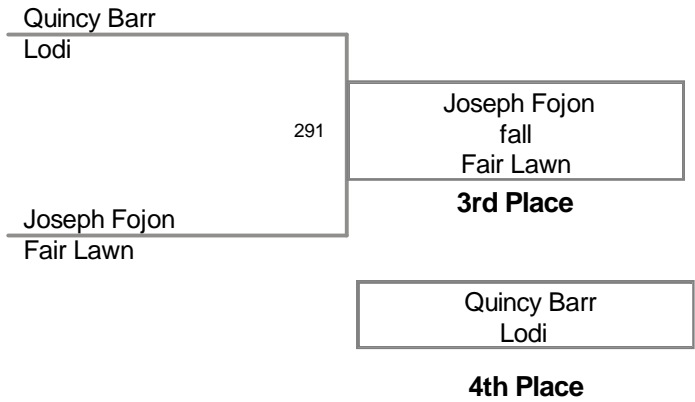 Quincy Barr
Lodi
291
Joseph Fojon
fall
Fair Lawn
3rd Place
Joseph Fojon
Fair Lawn
Quincy Barr
Lodi
4th Place